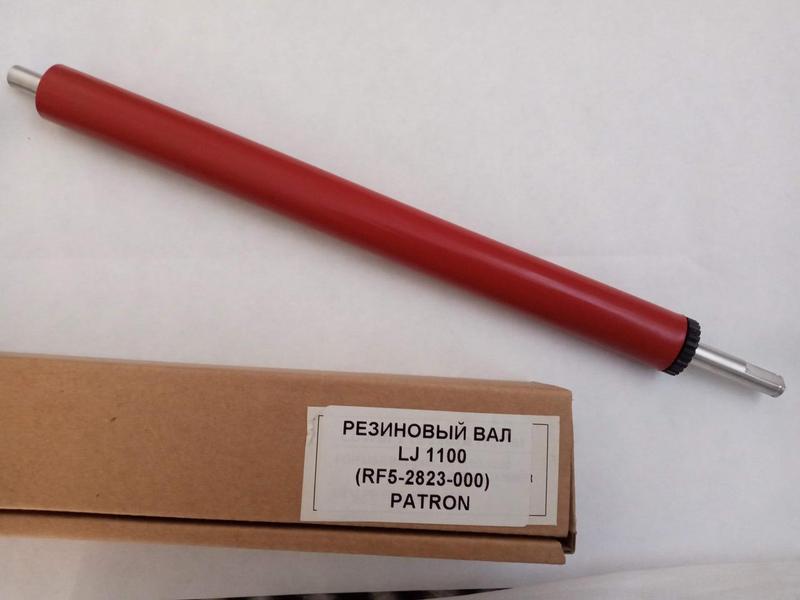 РЕЗИНОВЫЙ ВАЛ
LJ 1100
(RF5-2823-000)
PATRON